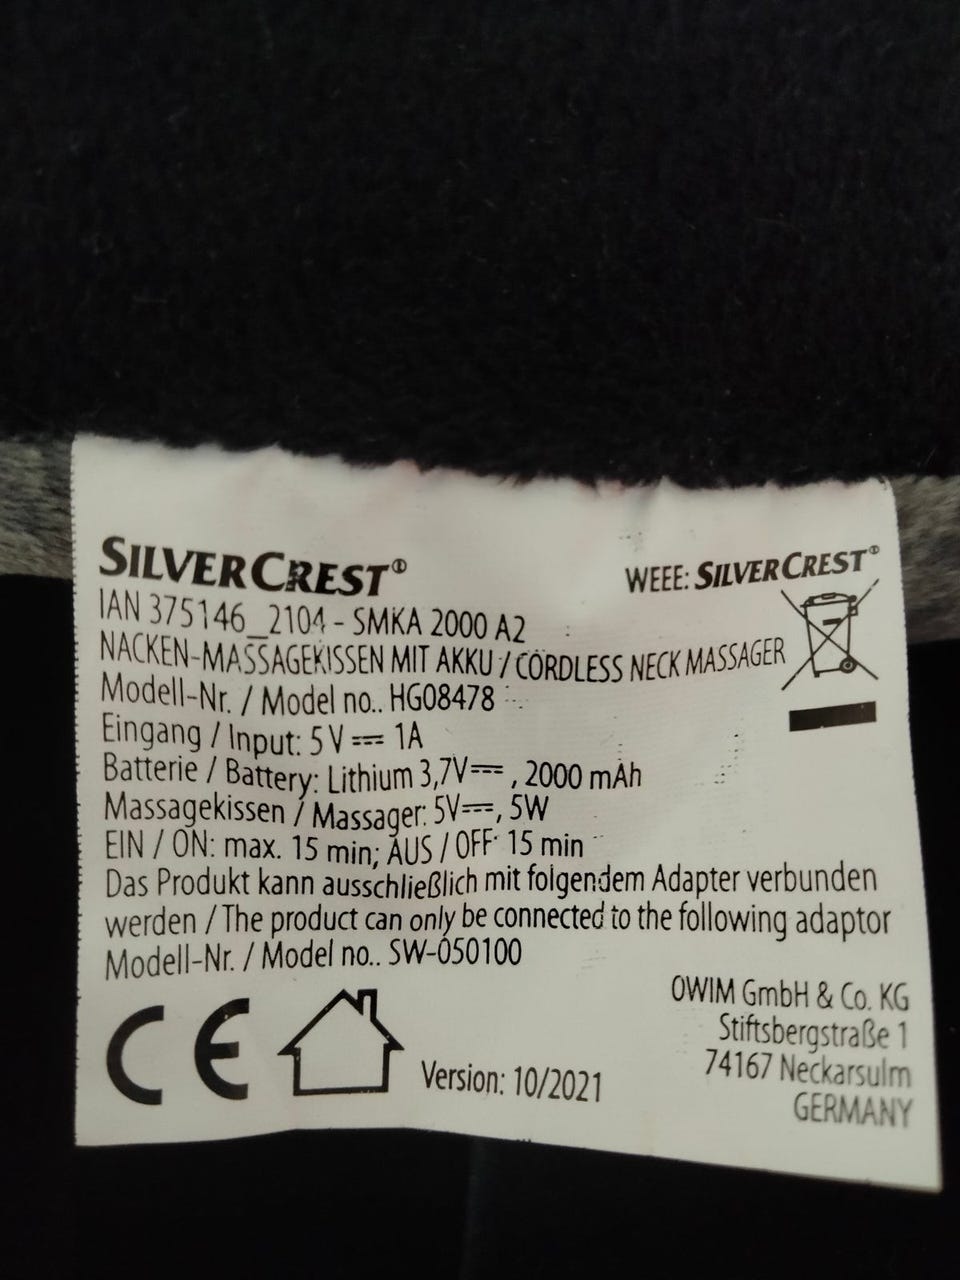 SILVERCREST®
WEEE: SILVERCREST®
IAN 375146_2104 - SMKA 2000 A2
NACKEN-MASSAGEKISSEN MIT AKKU / CORDLESS NECK MASSAGER
Modell-Nr. / Model no.. HG08478
Eingang / Input: 5V ⎓ 1A
Batterie / Battery: Lithium 3,7V⎓, 2000 mAh
Massagekissen / Massager: 5V⎓, 5W
EIN / ON: max. 15 min; AUS / OFF· 15 min
Das Produkt kann ausschließlich mit folgendem Adapter verbunden
werden / The product can only be connected to the following adaptor
Modell-Nr. / Model no.. SW-050100
CE
Version: 10/2021
OWIM GmbH & Co. KG
Stiftsbergstraße 1
74167 Neckarsulm
GERMANY